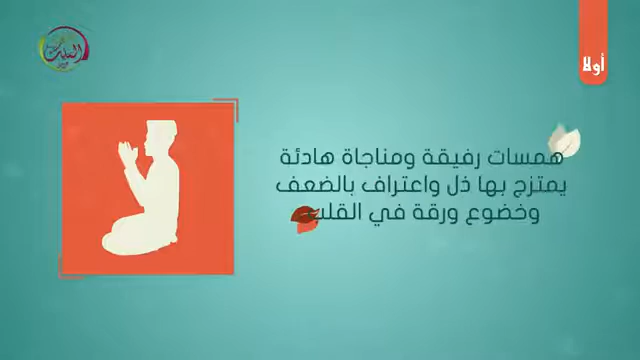 أولا
همسات رفيقة ومناجاة هادئة
يمتزج بها ذل واعتراف بالضعف
وخضوع ورقة في القلب